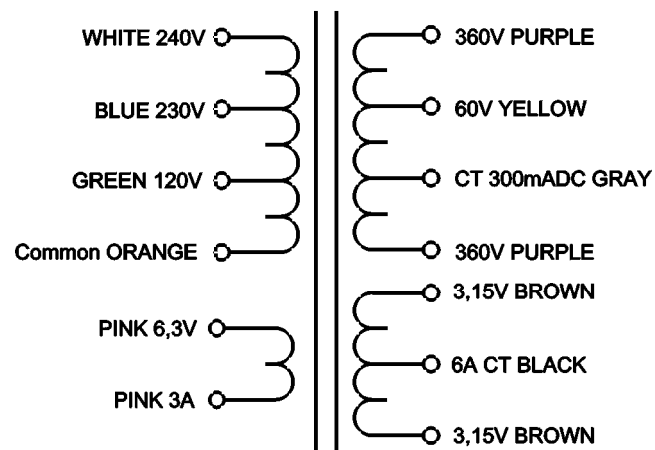 WHITE 240V
BLUE 230V
GREEN 120V
Common ORANGE
PINK 6,3V
PINK 3A
360V PURPLE
60V YELLOW
CT 300mADC GRAY
360V PURPLE
3,15V BROWN
6A CT BLACK
3,15V BROWN